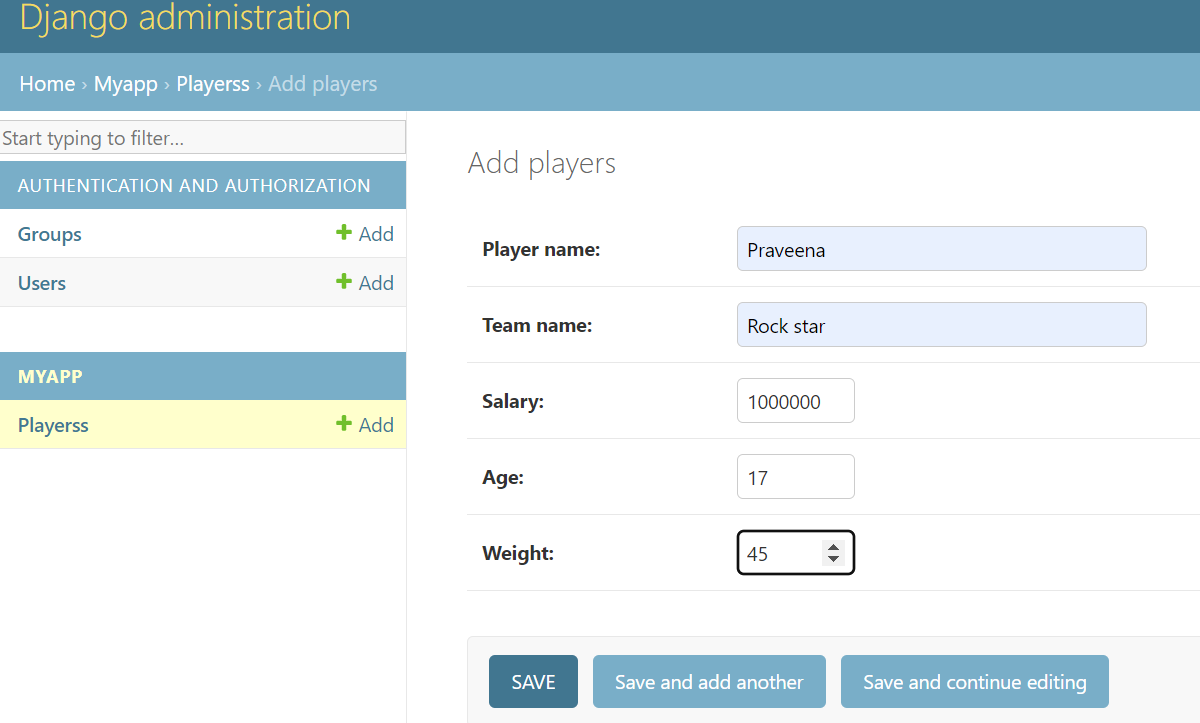 Django administration
Home › Myapp › Playerss › Add players
Start typing to filter...
AUTHENTICATION AND AUTHORIZATION
Groups + Add
Users + Add
MYAPP
Playerss + Add
Add players
Player name: Praveena
Team name: Rock star
Salary: 1000000
Age: 17
Weight: 45
SAVE Save and add another Save and continue editing